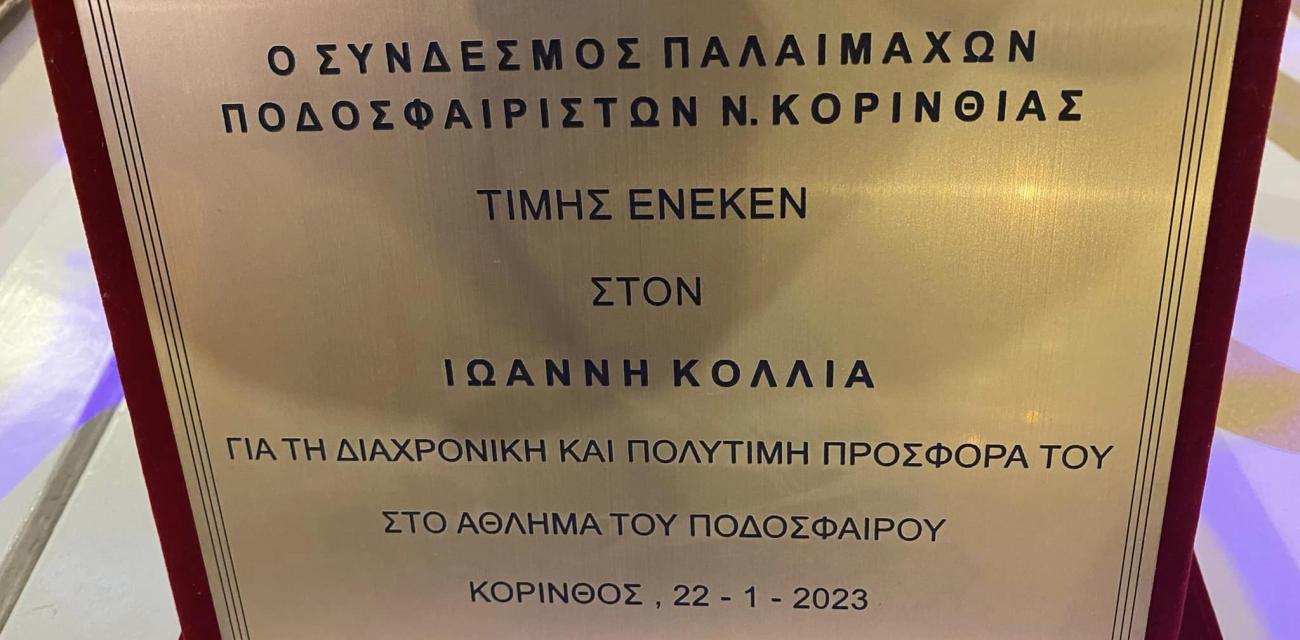 Ο ΣΥΝΔΕΣΜΟΣ ΠΑΛΑΙΜΑΧΩΝ
ΠΟΔΟΣΦΑΙΡΙΣΤΩΝ Ν. ΚΟΡΙΝΘΙΑΣ
ΤΙΜΗΣ ΕΝΕΚΕΝ
ΣΤΟΝ
ΙΩΑΝΝΗ ΚΟΛΛΙΑ
ΓΙΑ ΤΗ ΔΙΑΧΡΟΝΙΚΗ ΚΑΙ ΠΟΛΥΤΙΜΗ ΠΡΟΣΦΟΡΑ ΤΟΥ
ΣΤΟ ΑΘΛΗΜΑ ΤΟΥ ΠΟΔΟΣΦΑΙΡΟΥ
ΚΟΡΙΝΘΟΣ , 22 - 1 - 2023